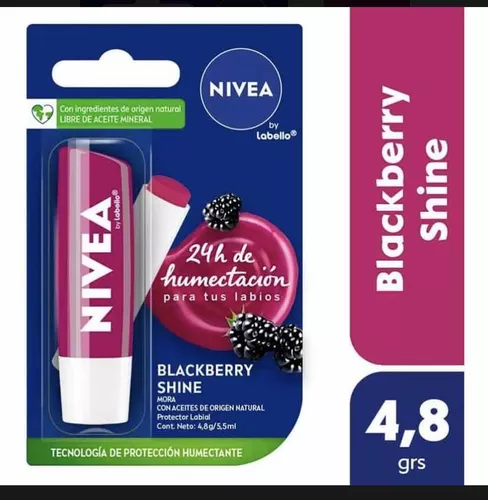 Con ingredientes de origen natural
LIBRE DE ACEITE MINERAL
NIVEA
by
Labello®
NIVEA
by Labello®
24h de
humectación
para tus labios
BLACKBERRY
SHINE
MORA
CON ACEITES DE ORIGEN NATURAL
Protector Labial
Cont. Neto: 4,8g/5,5ml
TECNOLOGÍA DE PROTECCIÓN HUMECTANTE
Blackberry
Shine
4,8
grs